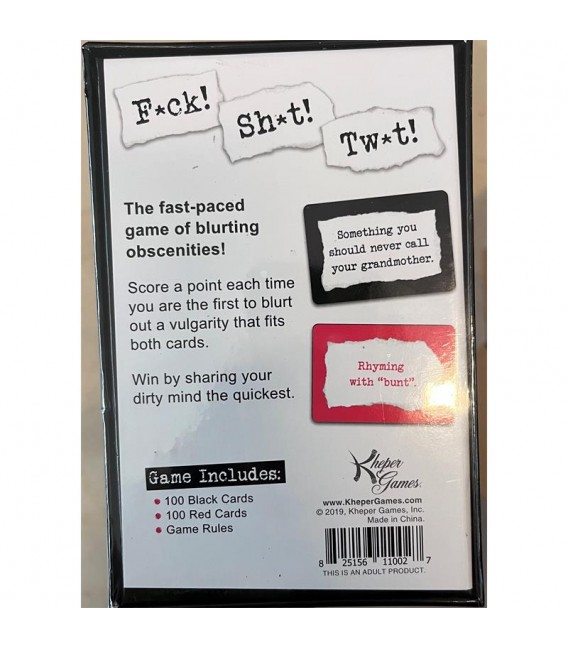 F*ck!
Sh*t!
Tw*t!
The fast-paced
game of blurting
obscenities!
Score a point each time
you are the first to blurt
out a vulgarity that fits
both cards.
Win by sharing your
dirty mind the quickest.
Something you
should never call
your grandmother.
Rhyming
with "bunt".
Game Includes:
• 100 Black Cards
• 100 Red Cards
• Game Rules
Kheper
Games®
www.KheperGames.com
© 2019, Kheper Games, Inc.
Made in China.
8 25156 11002 7
THIS IS AN ADULT PRODUCT.